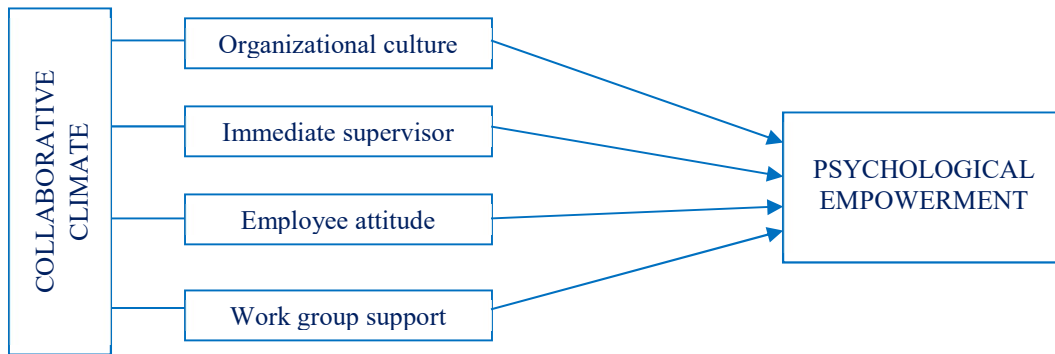 COLLABORATIVE
CLIMATE
Organizational culture
Immediate supervisor
Employee attitude
Work group support
PSYCHOLOGICAL
EMPOWERMENT